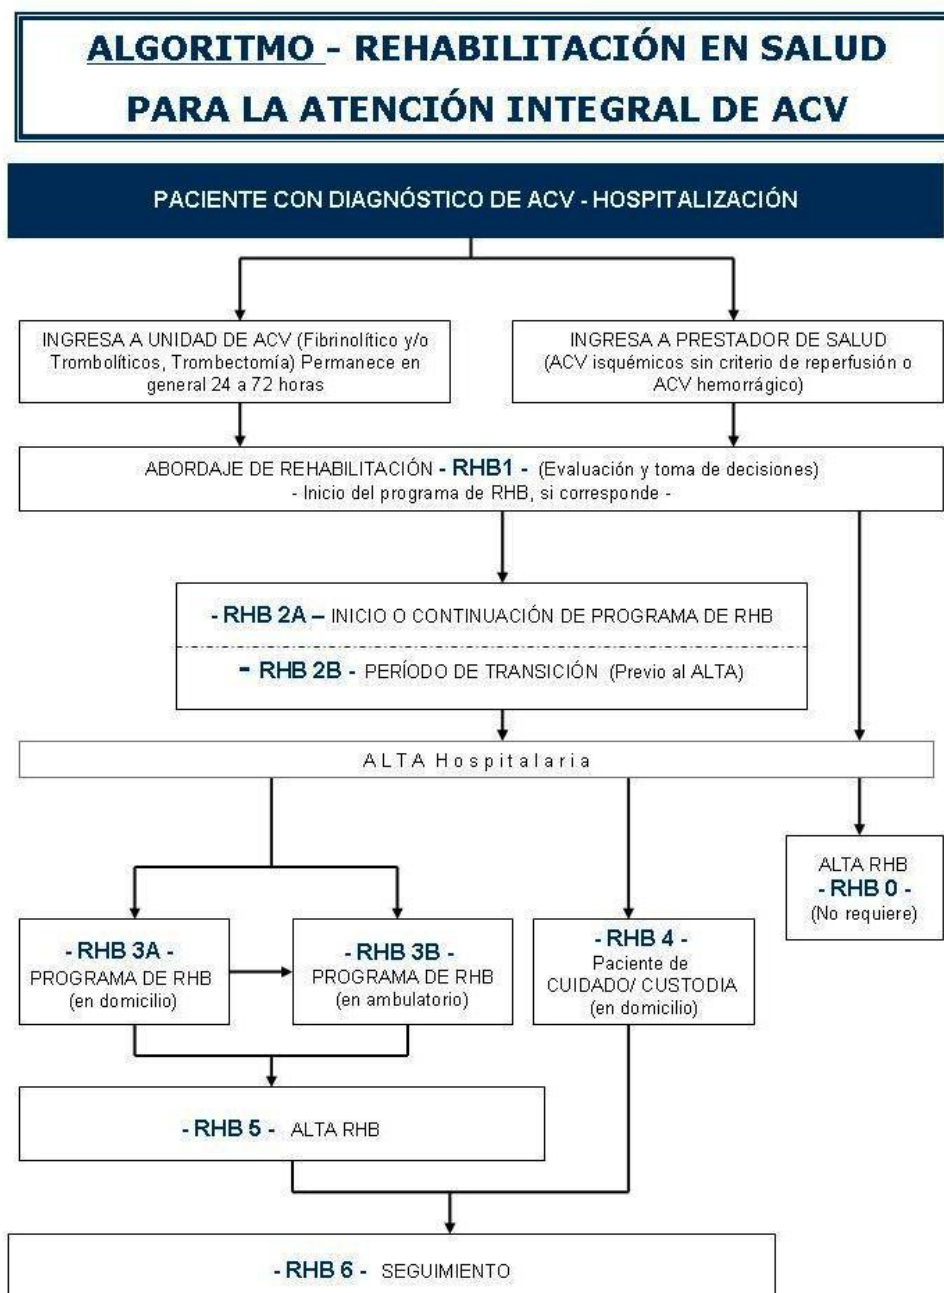 ALGORITMO - REHABILITACIÓN EN SALUD
PARA LA ATENCIÓN INTEGRAL DE ACV
PACIENTE CON DIAGNÓSTICO DE ACV - HOSPITALIZACIÓN
INGRESA A UNIDAD DE ACV (Fibrinolítico y/o
Trombolíticos, Trombectomía) Permanece en
general 24 a 72 horas
INGRESA A PRESTADOR DE SALUD
(ACV isquémicos sin criterio de reperfusión o
ACV hemorrágico)
ABORDAJE DE REHABILITACIÓN - RHB1 - (Evaluación y toma de decisiones)
- Inicio del programa de RHB, si corresponde -
- RHB 2A – INICIO O CONTINUACIÓN DE PROGRAMA DE RHB
- RHB 2B - PERÍODO DE TRANSICIÓN (Previo al ALTA)
ALTA Hospitalaria
ALTA RHB
- RHB 0 -
(No requiere)
- RHB 3A -
PROGRAMA DE RHB
(en domicilio)
- RHB 3B -
PROGRAMA DE RHB
(en ambulatorio)
- RHB 4 -
Paciente de
CUIDADO/ CUSTODIA
(en domicilio)
- RHB 5 - ALTA RHB
- RHB 6 - SEGUIMIENTO